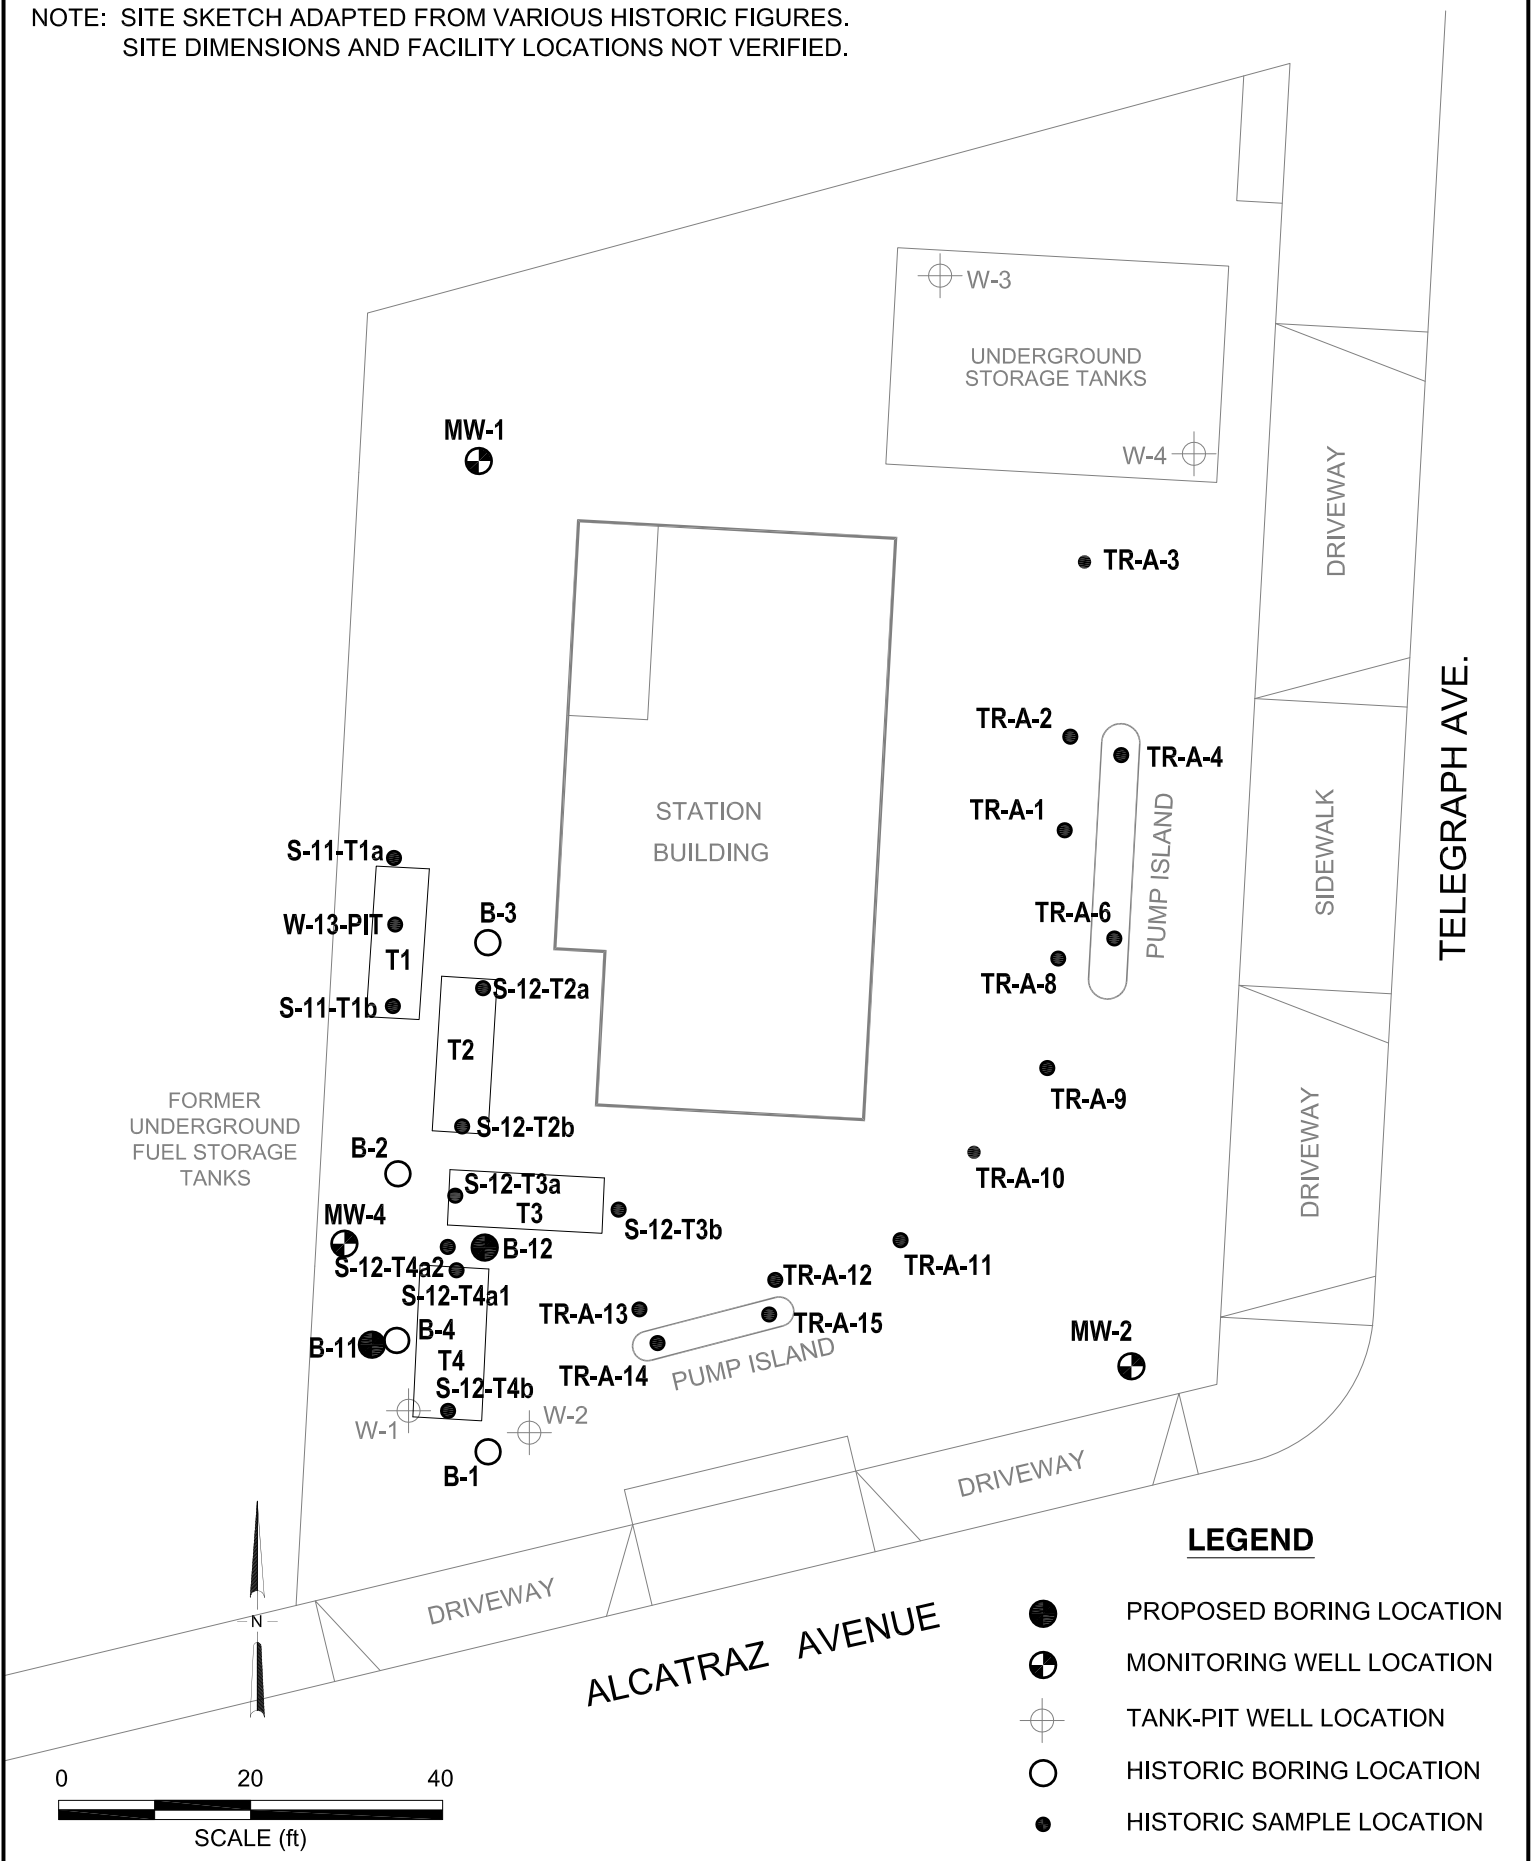 NOTE: SITE SKETCH ADAPTED FROM VARIOUS HISTORIC FIGURES.
SITE DIMENSIONS AND FACILITY LOCATIONS NOT VERIFIED.
W-3
UNDERGROUND
STORAGE TANKS
W-4
MW-1
DRIVEWAY
TR-A-3
TELEGRAPH AVE.
TR-A-2
TR-A-4
STATION
BUILDING
TR-A-1
PUMP ISLAND
SIDEWALK
S-11-T1a
W-13-PIT
T1
S-11-T1b
B-3
S-12-T2a
T2
S-12-T2b
TR-A-6
TR-A-8
TR-A-9
DRIVEWAY
FORMER
UNDERGROUND
FUEL STORAGE
TANKS
B-2
S-12-T3a
T3
S-12-T3b
TR-A-10
MW-4
B-12
S-12-T4a2
S-12-T4a1
TR-A-11
TR-A-12
TR-A-13
TR-A-15
B-11
B-4
T4
TR-A-14
PUMP ISLAND
MW-2
S-12-T4b
W-1
W-2
B-1
DRIVEWAY
DRIVEWAY
ALCATRAZ AVENUE
N
LEGEND
PROPOSED BORING LOCATION
MONITORING WELL LOCATION
TANK-PIT WELL LOCATION
HISTORIC BORING LOCATION
HISTORIC SAMPLE LOCATION
0 20 40
SCALE (ft)